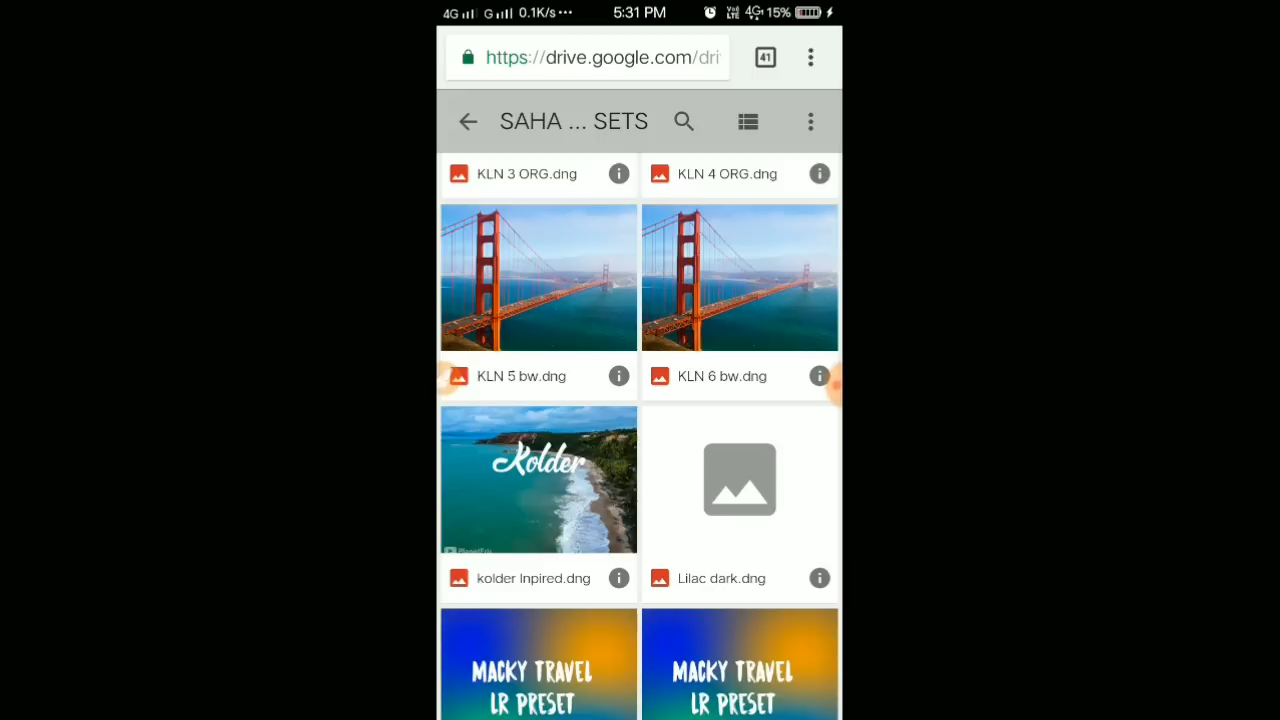 4G G 0.1K/s ... 5:31 PM VoD LTE 4G+ 15%
https://drive.google.com/dri 41
SAHA ... SETS
KLN 3 ORG.dng KLN 4 ORG.dng
KLN 5 bw.dng KLN 6 bw.dng
Kolder
kolder Inpired.dng Lilac dark.dng
MACKY TRAVEL MACKY TRAVEL
LR PRESET LR PRESET